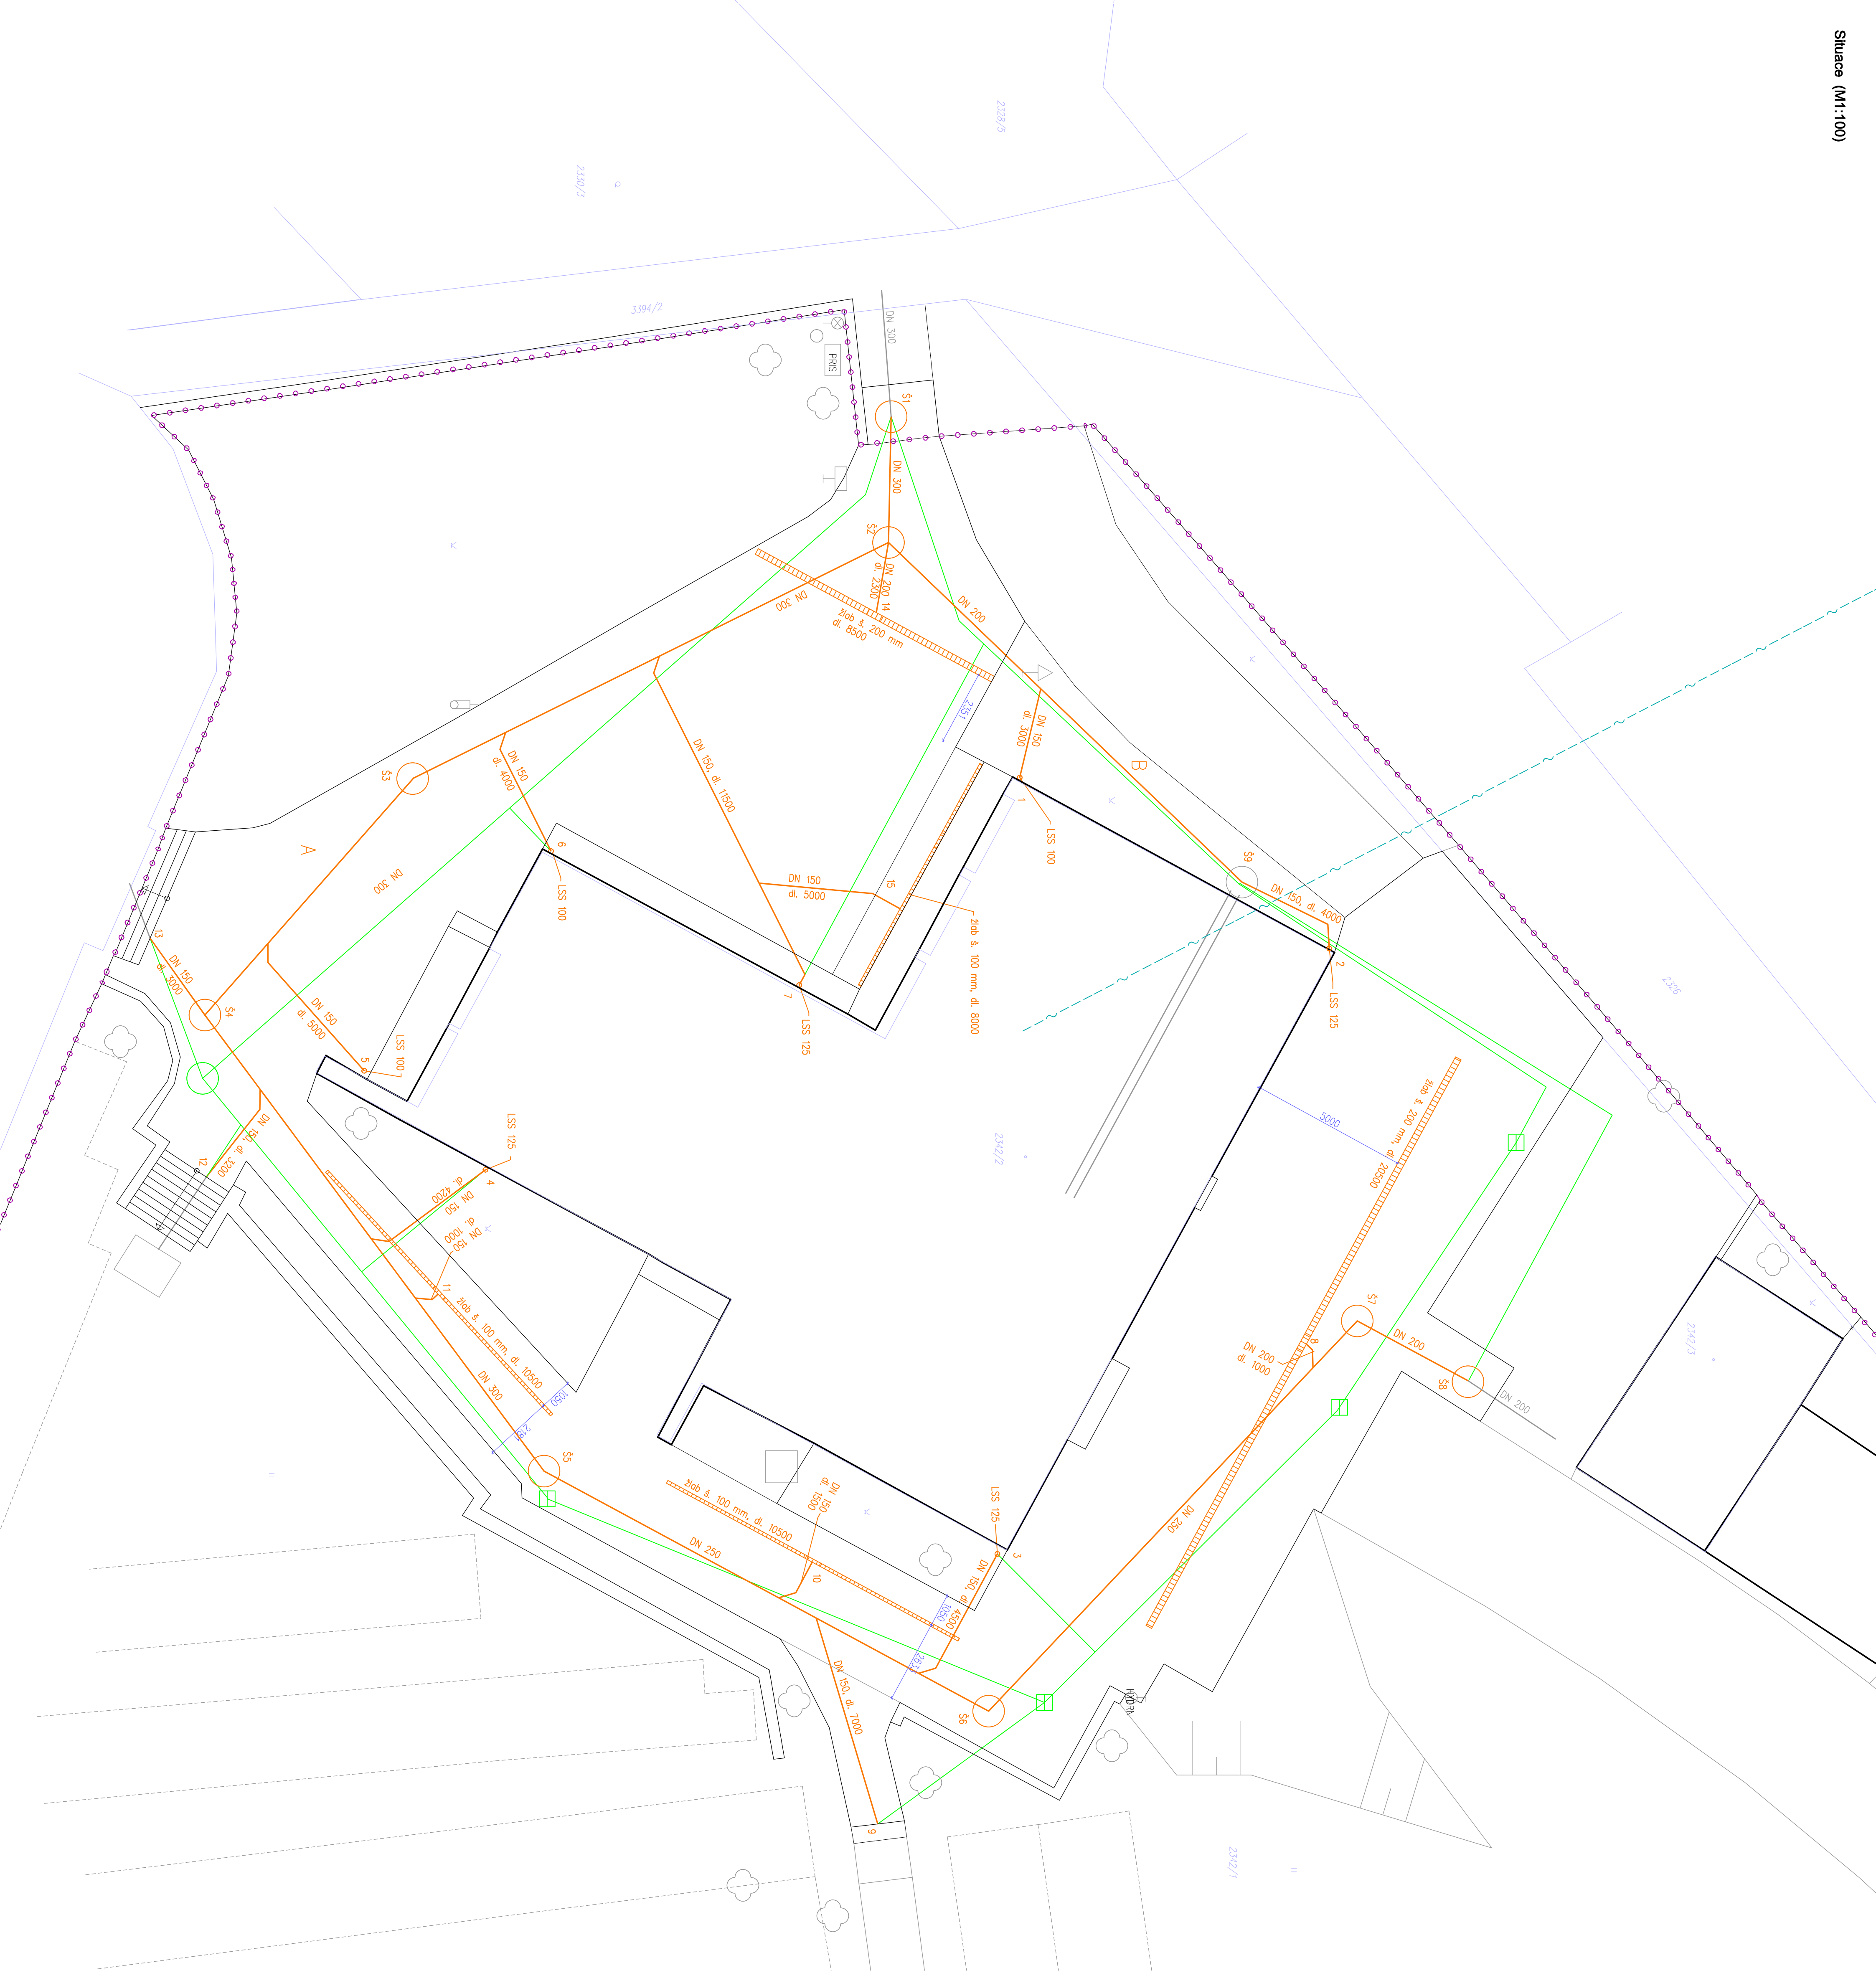 Situace (M1:100)
2328/5
2330/3
3394/2
DN 300
PRIS
Š1
DN 300
Š2
DN 200
dl. 2300
14
DN 200
DN 300
žlab š. 200 mm
dl. 8500
2351
DN 150
dl. 3000
B
1
LSS 100
Š9
DN 150, dl. 4000
2
LSS 125
2326
DN 150, dl. 11500
DN 150
dl. 4000
Š3
6
LSS 100
A
DN 300
DN 150
dl. 5000
15
žlab š. 100 mm, dl. 8000
7
LSS 125
13
DN 150
dl. 3000
Š4
DN 150
dl. 5000
5
LSS 100
DN 150, dl. 3200
12
LSS 125
4
DN 150
dl. 4200
DN 150
dl. 1000
11
žlab š. 100 mm, dl. 10500
DN 300
1050
2181
Š5
2342/2
5000
žlab š. 200 mm, dl. 20500
Š7
DN 200
Š8
DN 200
8
DN 200
dl. 1000
2342/3
DN 250
žlab š. 100 mm, dl. 10500
DN 150
dl. 1500
10
DN 250
LSS 125
3
DN 150, dl. 4500
1050
2633
Š6
DN 150, dl. 7000
9
HYDRN
2342/1